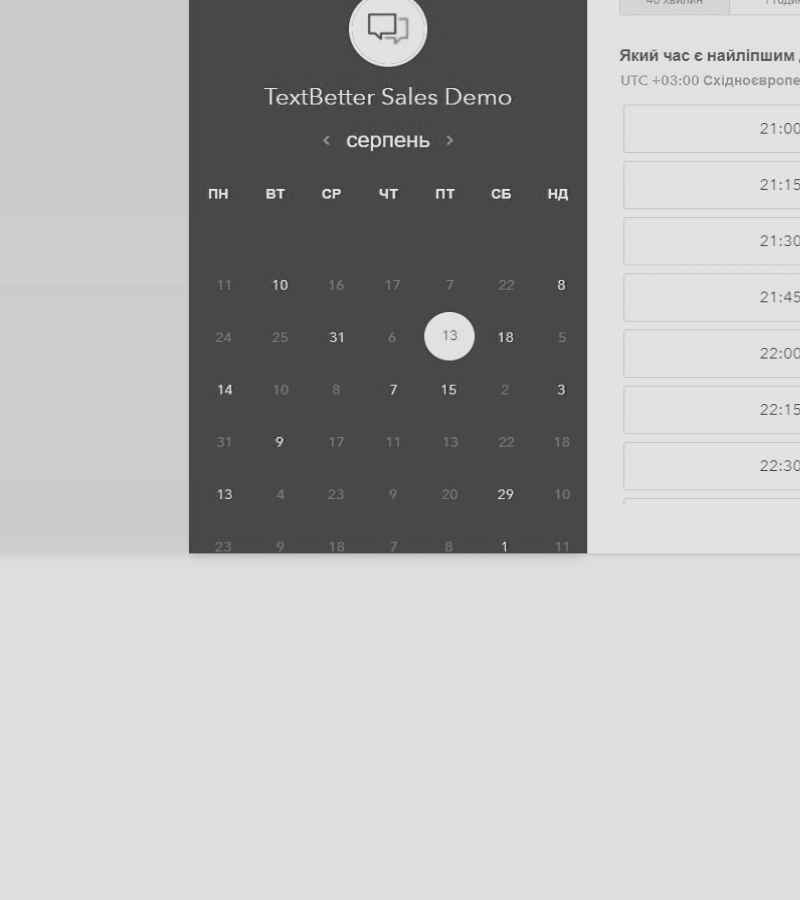 TextBetter Sales Demo
‹ серпень ›
ПН ВТ СР ЧТ ПТ СБ НД
11 10 16 17 7 22 8
24 25 31 6 13 18 5
14 10 8 7 15 2 3
31 9 17 11 13 22 18
13 4 23 9 20 29 10
23 9 18 7 8 1 11
40 хвилин
Який час є найліпшим
UTC +03:00 Східноєвропе
21:00
21:15
21:30
21:45
22:00
22:15
22:30